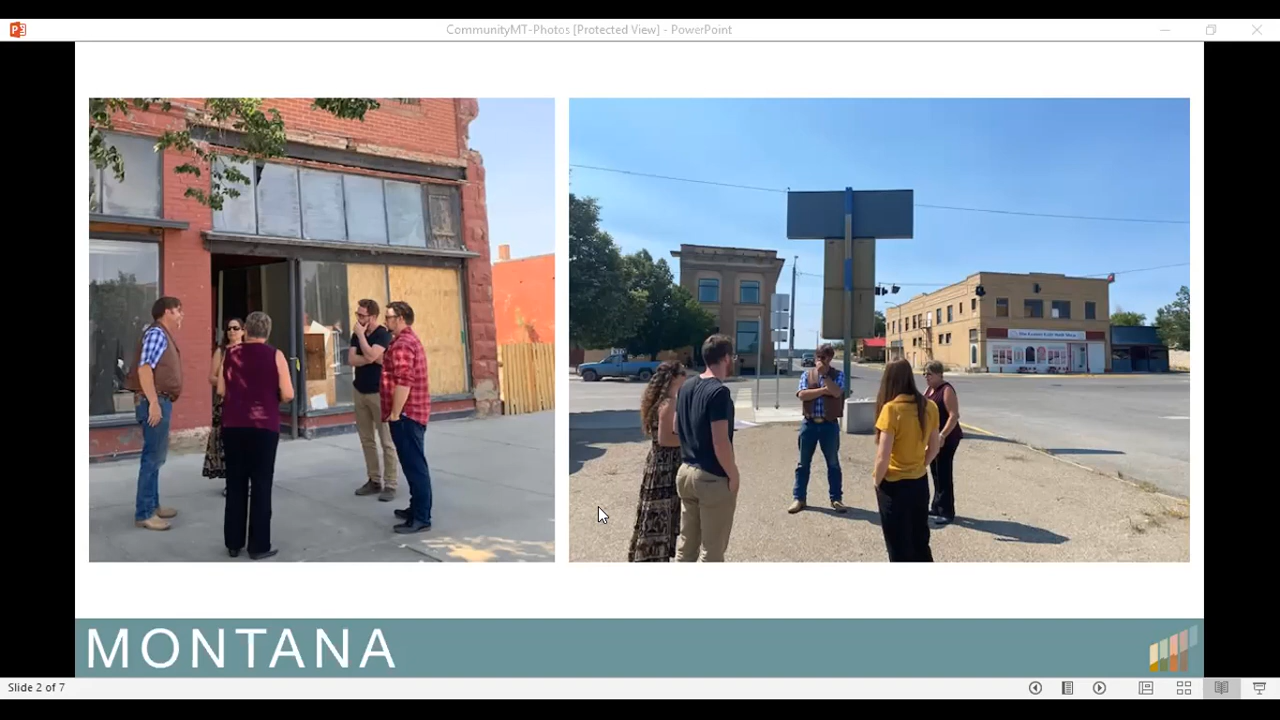 CommunityMT-Photos [Protected View] - PowerPoint
MONTANA
Slide 2 of 7